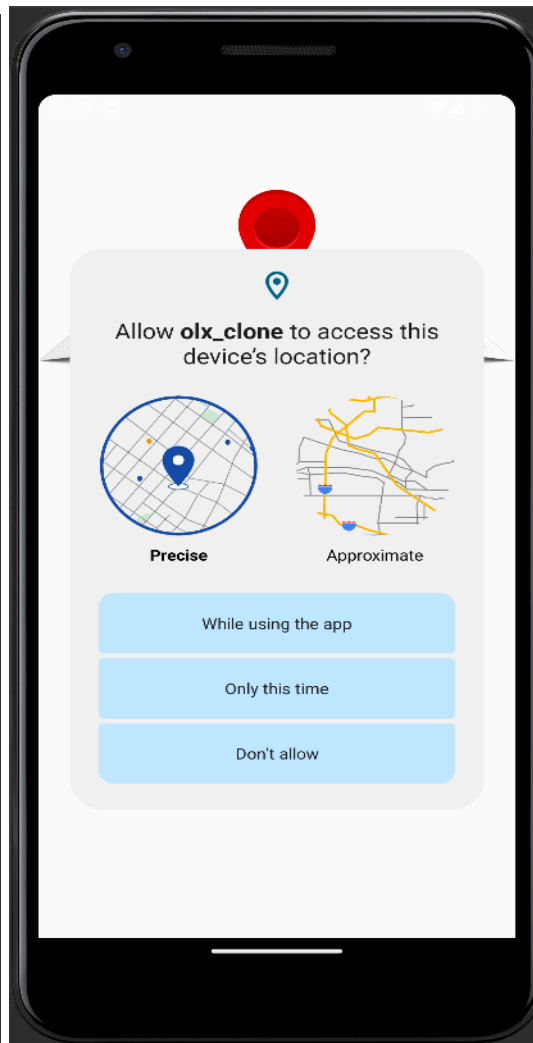 Allow olx_clone to access this
device's location?
Precise
Approximate
While using the app
Only this time
Don't allow